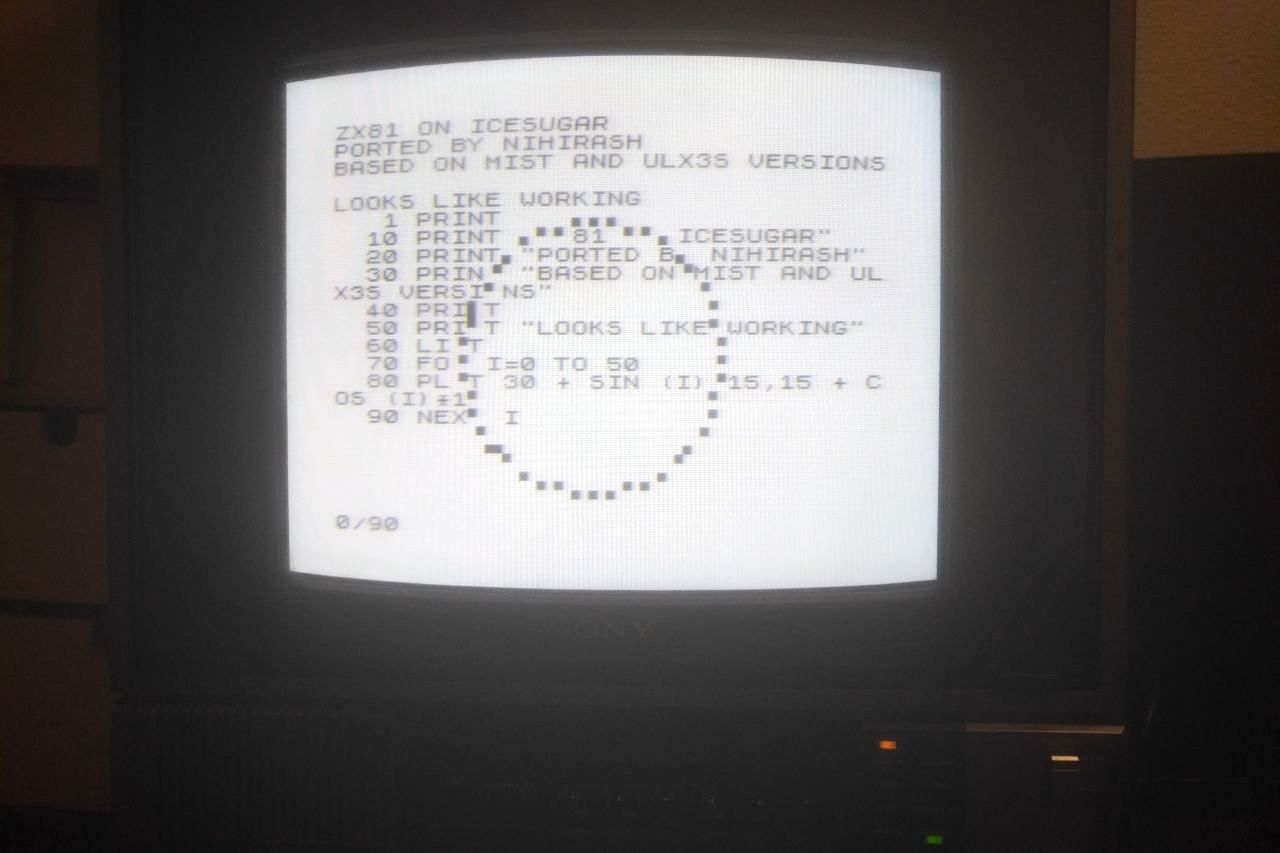 ZX81 ON ICESUGAR
PORTED BY NIHIRASH
BASED ON MIST AND ULX3S VERSIONS
LOOKS LIKE WORKING
1 PRINT
10 PRINT 81 ICESUGAR"
20 PRINT "PORTED B NIHIRASH"
30 PRIN "BASED ON MIST AND UL
X3S VERSI NS"
40 PRI T
50 PRI T "LOOKS LIKE WORKING"
60 LI T
70 FO I=0 TO 50
80 PL T 30 + SIN (I) 15,15 + C
OS (I)*1
90 NEX I
0/90
SONY